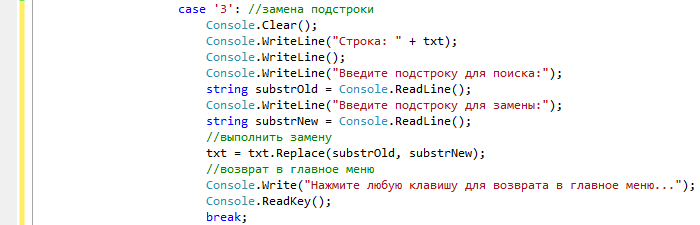 case '3': //замена подстроки
Console.Clear();
Console.WriteLine("Строка: " + txt);
Console.WriteLine();
Console.WriteLine("Введите подстроку для поиска:");
string substrOld = Console.ReadLine();
Console.WriteLine("Введите подстроку для замены:");
string substrNew = Console.ReadLine();
//выполнить замену
txt = txt.Replace(substrOld, substrNew);
//возврат в главное меню
Console.Write("Нажмите любую клавишу для возврата в главное меню...");
Console.ReadKey();
break;